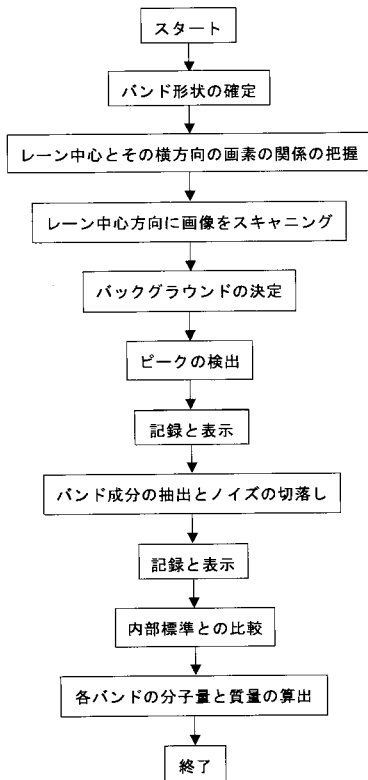 スタート
バンド形状の確定
レーン中心とその横方向の画素の関係の把握
レーン中心方向に画像をスキャニング
バックグラウンドの決定
ピークの検出
記録と表示
バンド成分の抽出とノイズの切落し
記録と表示
内部標準との比較
各バンドの分子量と質量の算出
終了